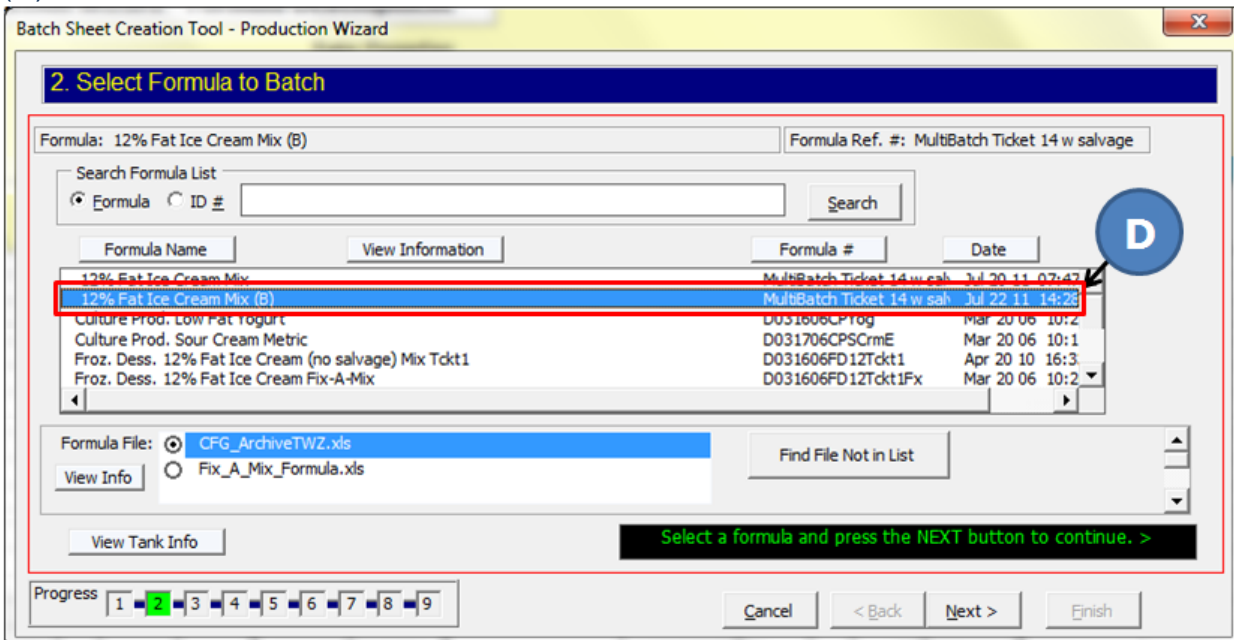 Batch Sheet Creation Tool - Production Wizard
X
2. Select Formula to Batch
Formula: 12% Fat Ice Cream Mix (B) Formula Ref. #: MultiBatch Ticket 14 w salvage
Search Formula List
Formula ID # Search
D
Formula Name View Information Formula # Date
12% Fat Ice Cream Mix MultiBatch Ticket 14 w salv Jul 20 11 07:47
12% Fat Ice Cream Mix (B) MultiBatch Ticket 14 w salv Jul 22 11 14:28
Culture Prod. Low Fat Yogurt D031606CPYog Mar 20 06 10:2
Culture Prod. Sour Cream Metric D031706CPSCrmE Mar 20 06 10:1
Froz. Dess. 12% Fat Ice Cream (no salvage) Mix Tckt1 D031606FD12Tckt1 Apr 20 10 16:3
Froz. Dess. 12% Fat Ice Cream Fix-A-Mix D031606FD12Tckt1Fx Mar 20 06 10:2
Formula File: CFG_ArchiveTWZ.xls Find File Not in List
View Info Fix_A_Mix_Formula.xls
View Tank Info Select a formula and press the NEXT button to continue. >
Progress 1 2 3 4 5 6 7 8 9 Cancel < Back Next > Finish